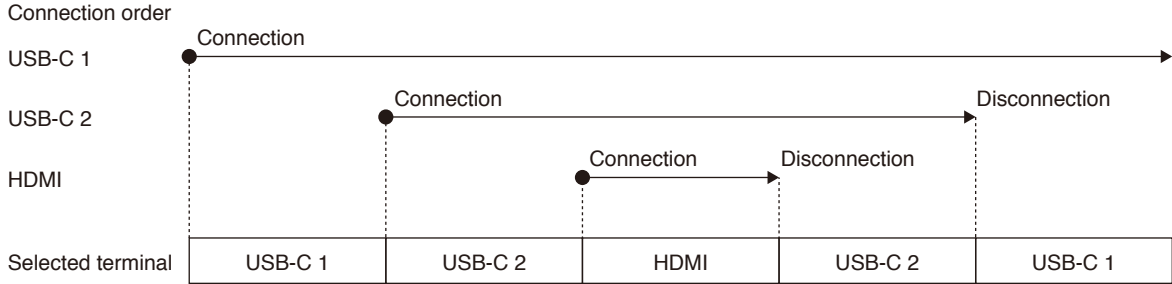 Connection order
Connection
USB-C 1
Connection Disconnection
USB-C 2
Connection Disconnection
HDMI
Selected terminal USB-C 1 USB-C 2 HDMI USB-C 2 USB-C 1